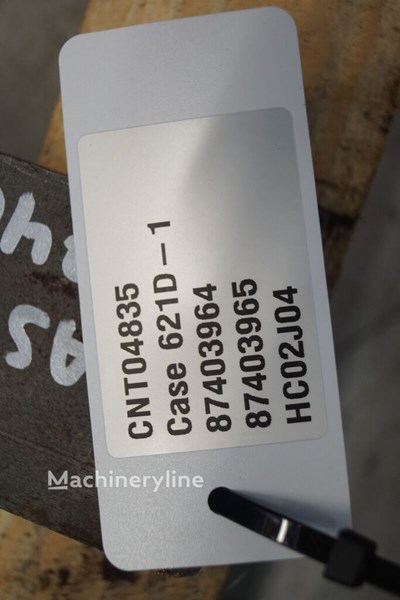 CNT04835
Case 621D – 1
87403964
87403965
HC02J04
Machineryline